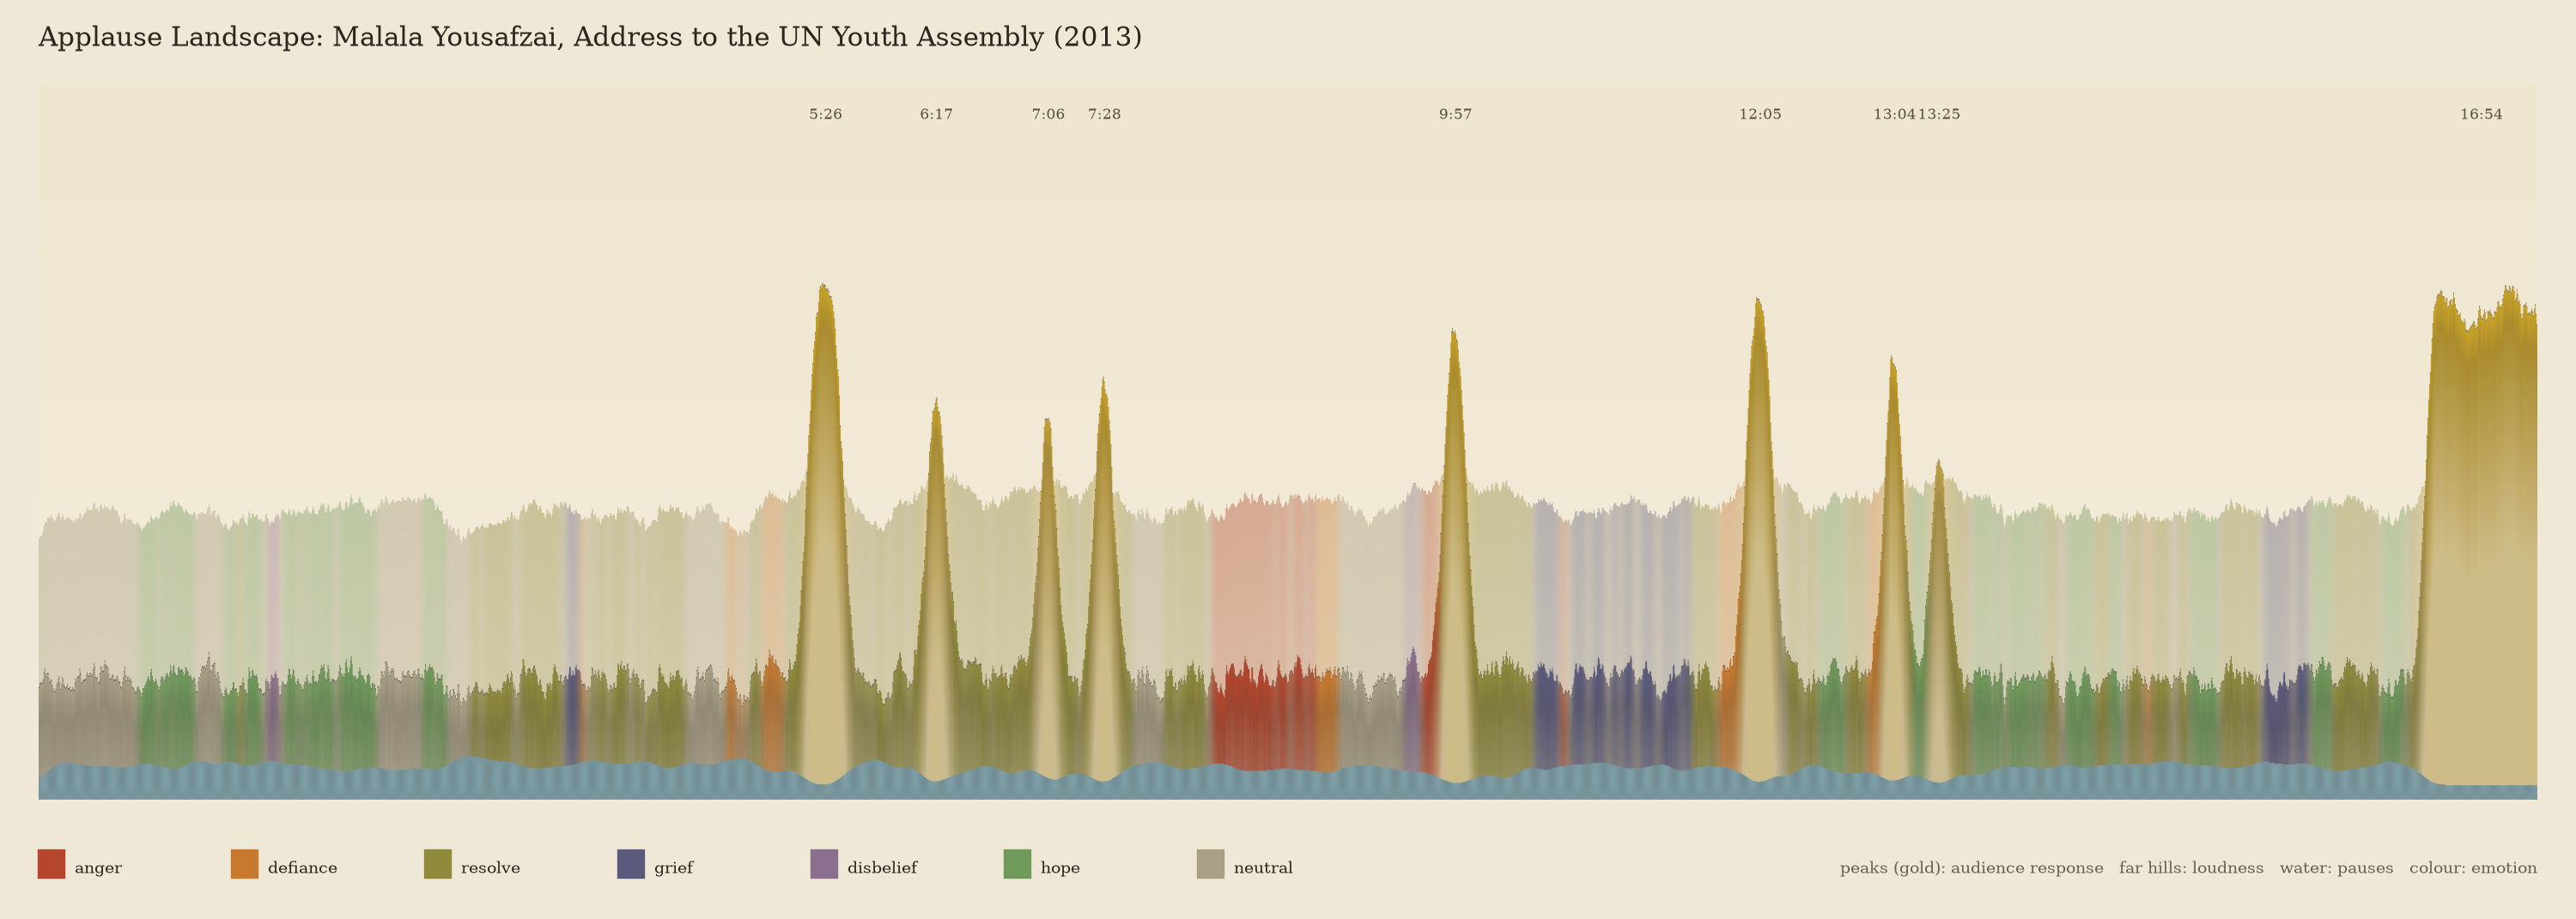 Applause Landscape: Malala Yousafzai, Address to the UN Youth Assembly (2013)
5:26 6:17 7:06 7:28 9:57 12:05 13:04 13:25 16:54
anger defiance resolve grief disbelief hope neutral peaks (gold): audience response far hills: loudness water: pauses colour: emotion